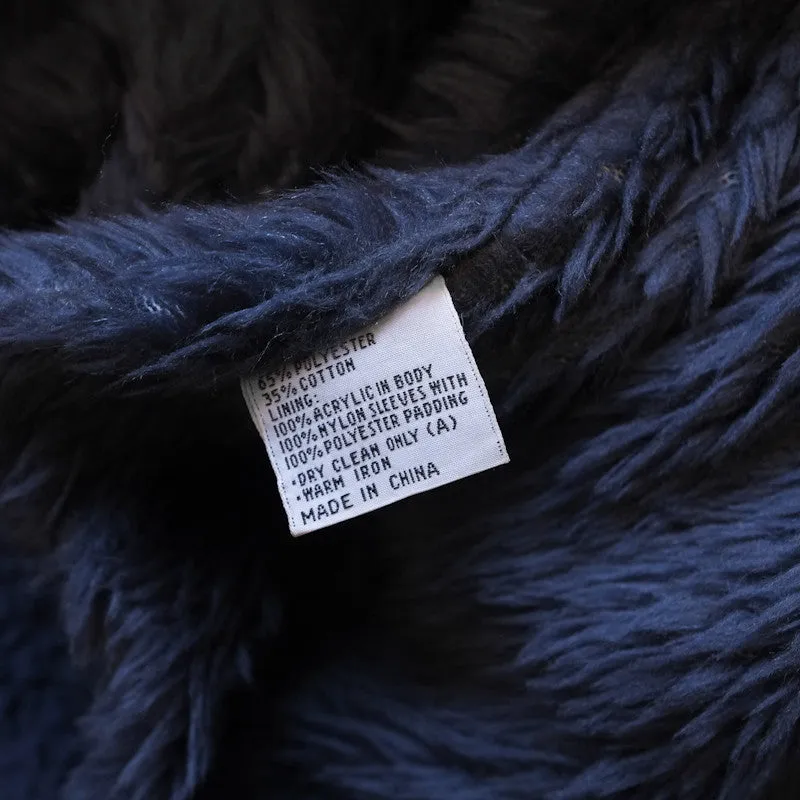 65% POLYESTER
35% COTTON
LINING:
100% ACRYLIC IN BODY
100% NYLON SLEEVES WITH
100% POLYESTER PADDING
•DRY CLEAN ONLY (A)
•WARM IRON
MADE IN CHINA